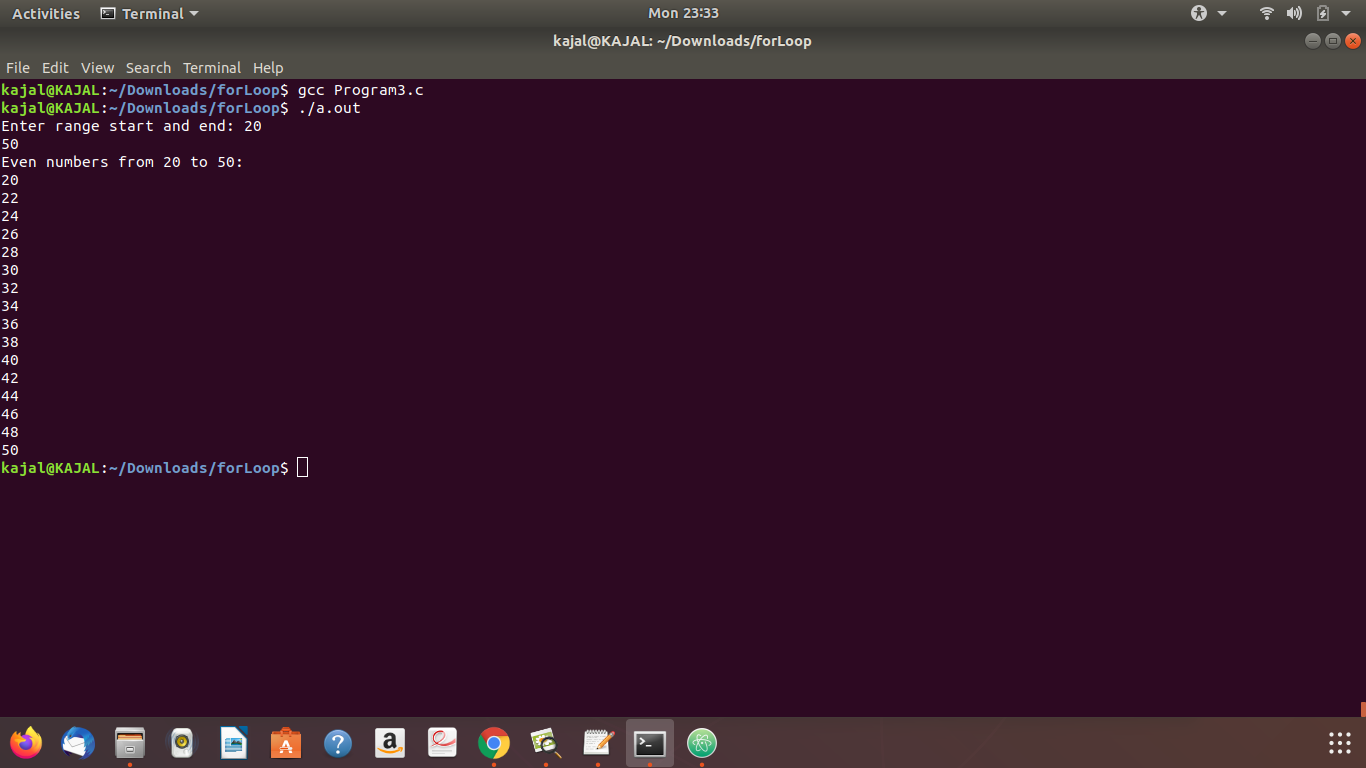 Activities Terminal Mon 23:33
kajal@KAJAL: ~/Downloads/forLoop
File Edit View Search Terminal Help
kajal@KAJAL:~/Downloads/forLoop$ gcc Program3.c
kajal@KAJAL:~/Downloads/forLoop$ ./a.out
Enter range start and end: 20
50
Even numbers from 20 to 50:
20
22
24
26
28
30
32
34
36
38
40
42
44
46
48
50
kajal@KAJAL:~/Downloads/forLoop$